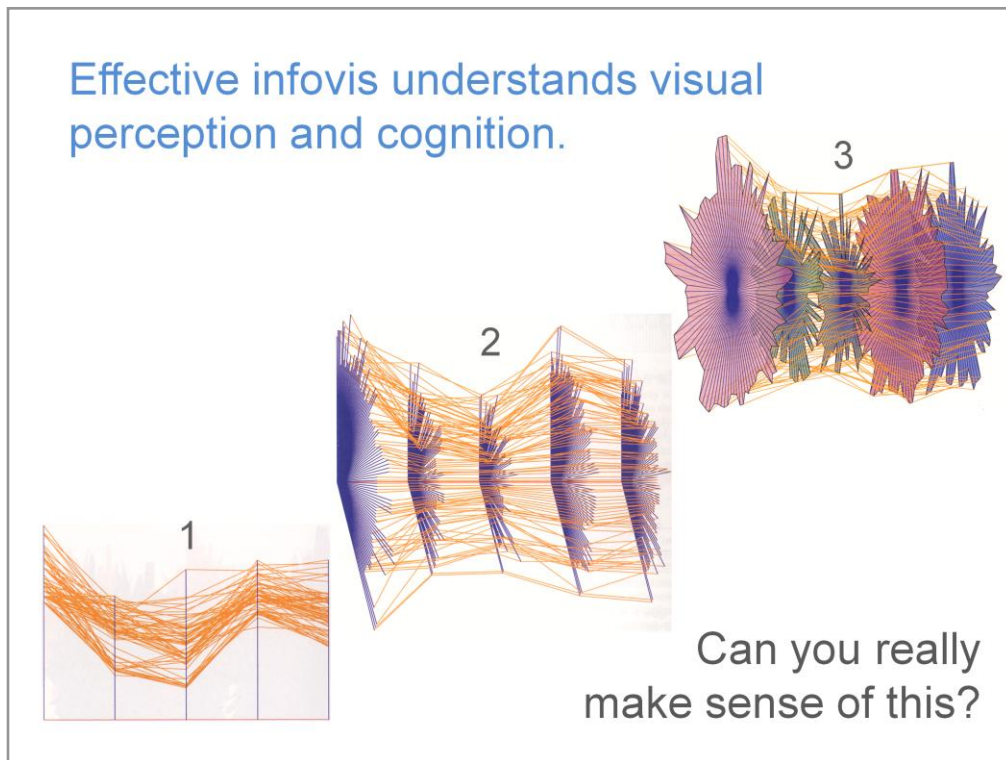 Effective infovis understands visual
perception and cognition.
3
2
1
Can you really
make sense of this?